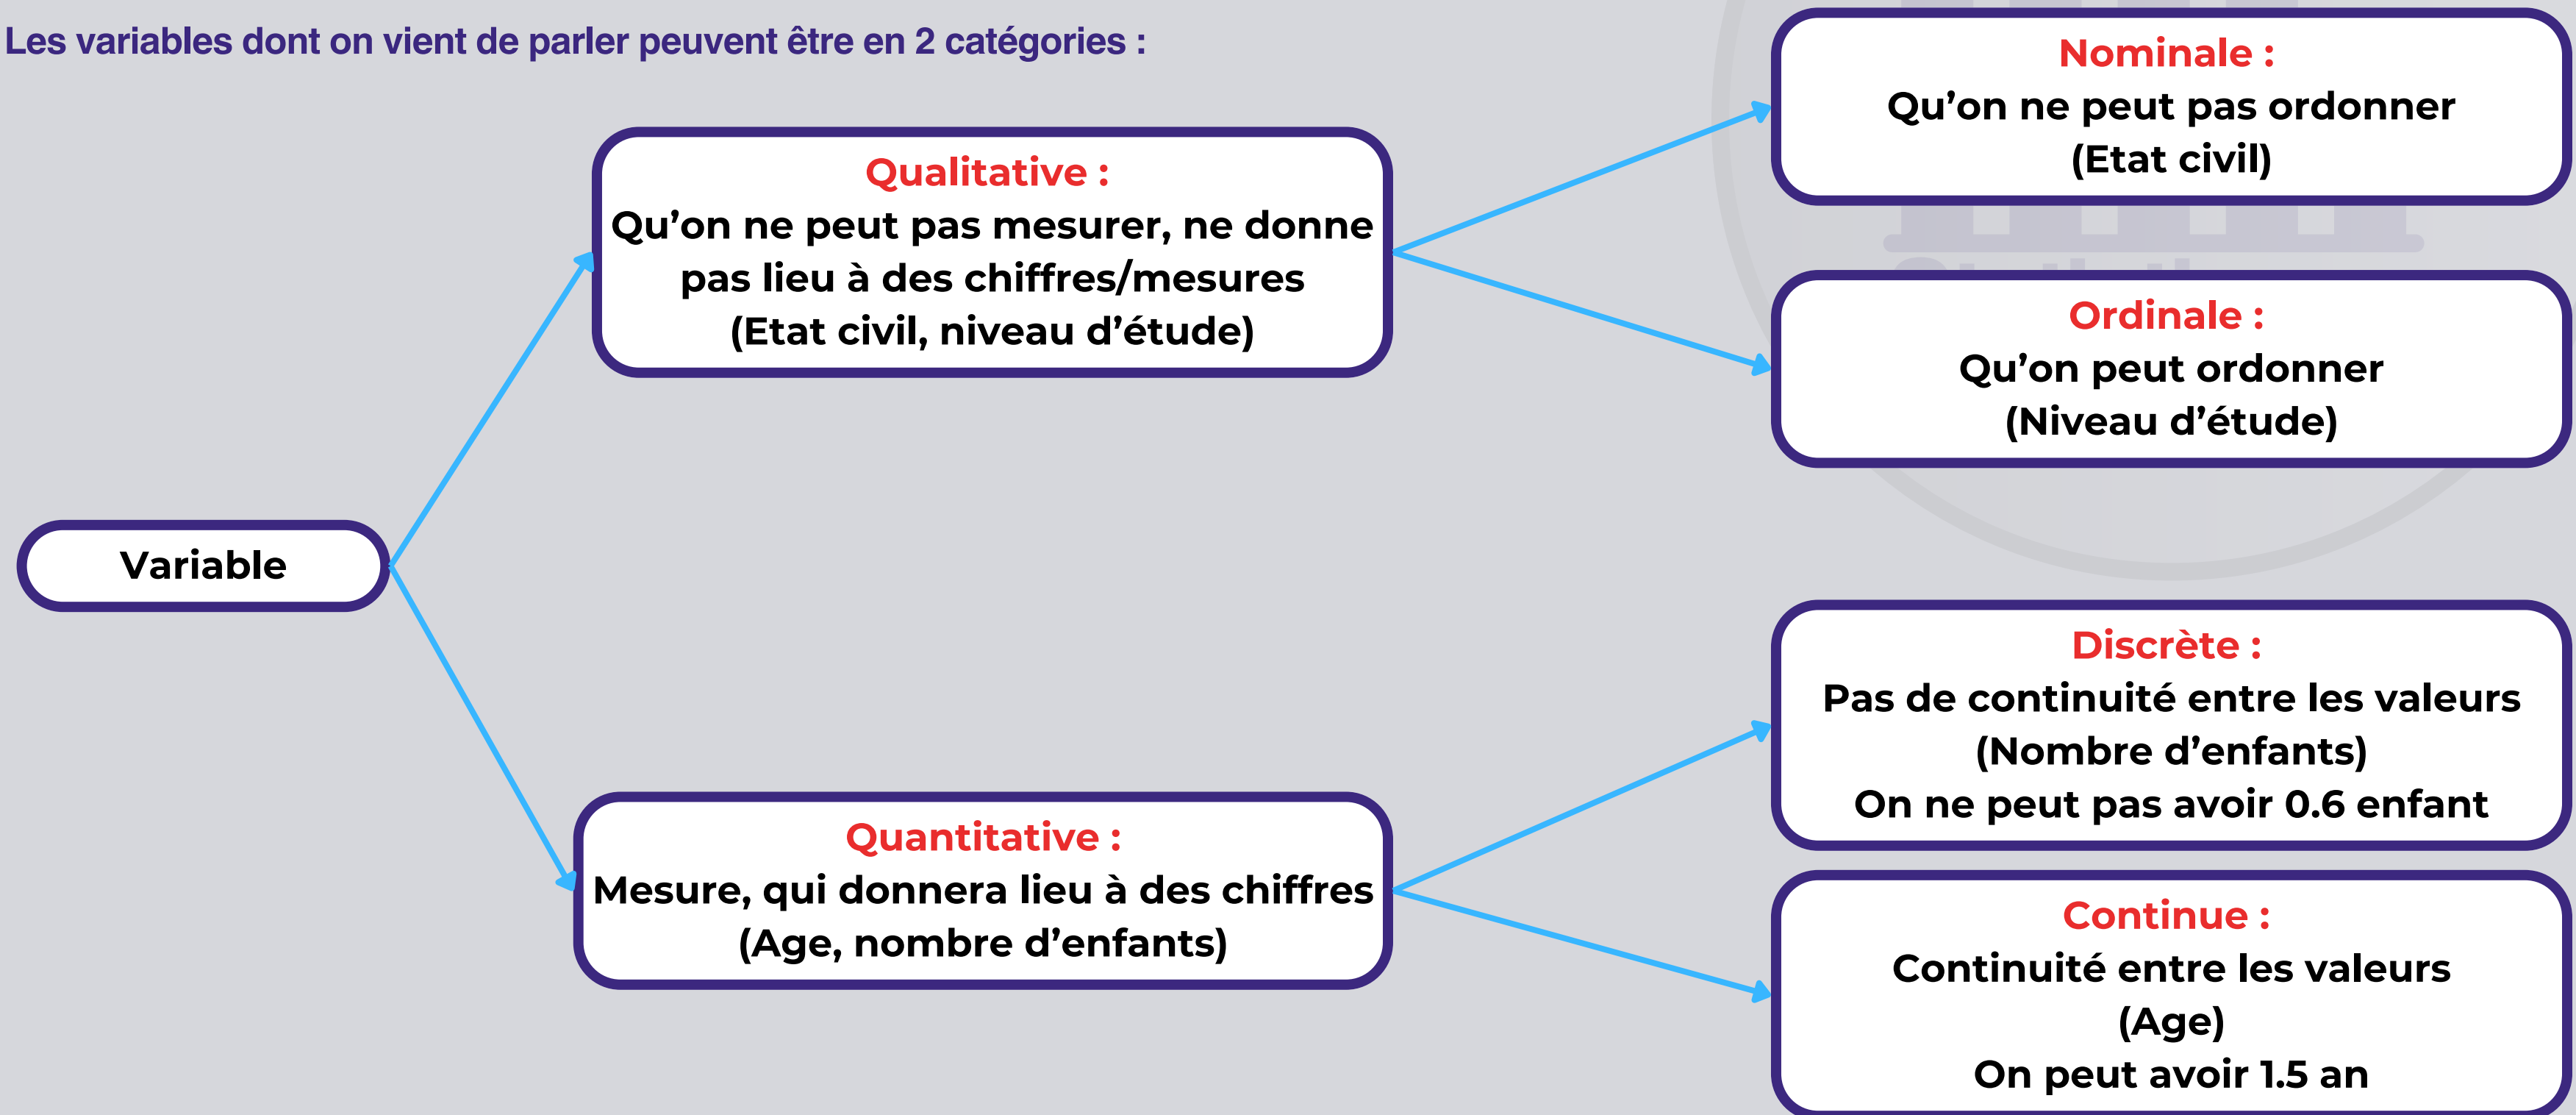 Les variables dont on vient de parler peuvent être en 2 catégories :
Nominale :
Qu’on ne peut pas ordonner
(Etat civil)
Qualitative :
Qu’on ne peut pas mesurer, ne donne
pas lieu à des chiffres/mesures
(Etat civil, niveau d’étude)
Ordinale :
Qu’on peut ordonner
(Niveau d’étude)
Variable
Discrète :
Pas de continuité entre les valeurs
(Nombre d’enfants)
On ne peut pas avoir 0.6 enfant
Quantitative :
Mesure, qui donnera lieu à des chiffres
(Age, nombre d’enfants)
Continue :
Continuité entre les valeurs
(Age)
On peut avoir 1.5 an